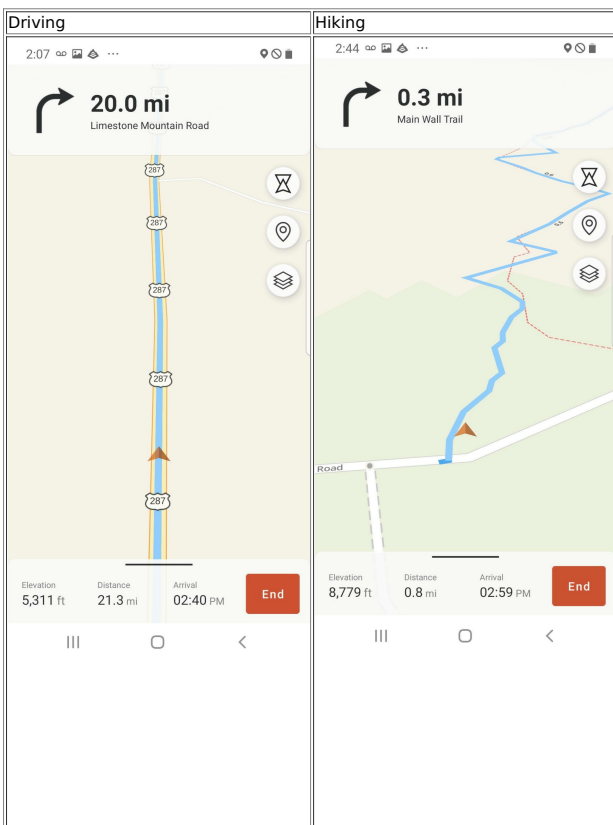 Driving
2:07
20.0 mi
Limestone Mountain Road
287
287
287
287
287
Elevation
Distance
Arrival
5,311 ft
21.3 mi
02:40 PM
End
Hiking
2:44
0.3 mi
Main Wall Trail
Road
Elevation
Distance
Arrival
8,779 ft
0.8 mi
02:59 PM
End